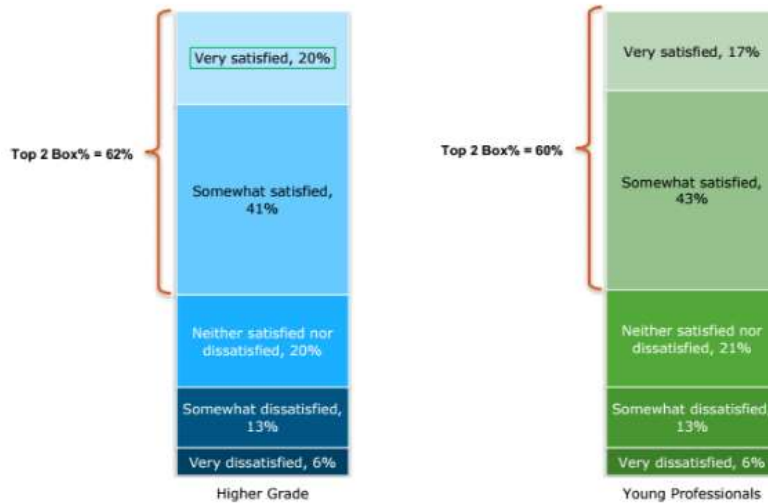 Very satisfied, 20%
Top 2 Box% = 62%
Somewhat satisfied,
41%
Neither satisfied nor
dissatisfied, 20%
Somewhat dissatisfied,
13%
Very dissatisfied, 6%
Higher Grade
Very satisfied, 17%
Top 2 Box% = 60%
Somewhat satisfied,
43%
Neither satisfied nor
dissatisfied, 21%
Somewhat dissatisfied,
13%
Very dissatisfied, 6%
Young Professionals